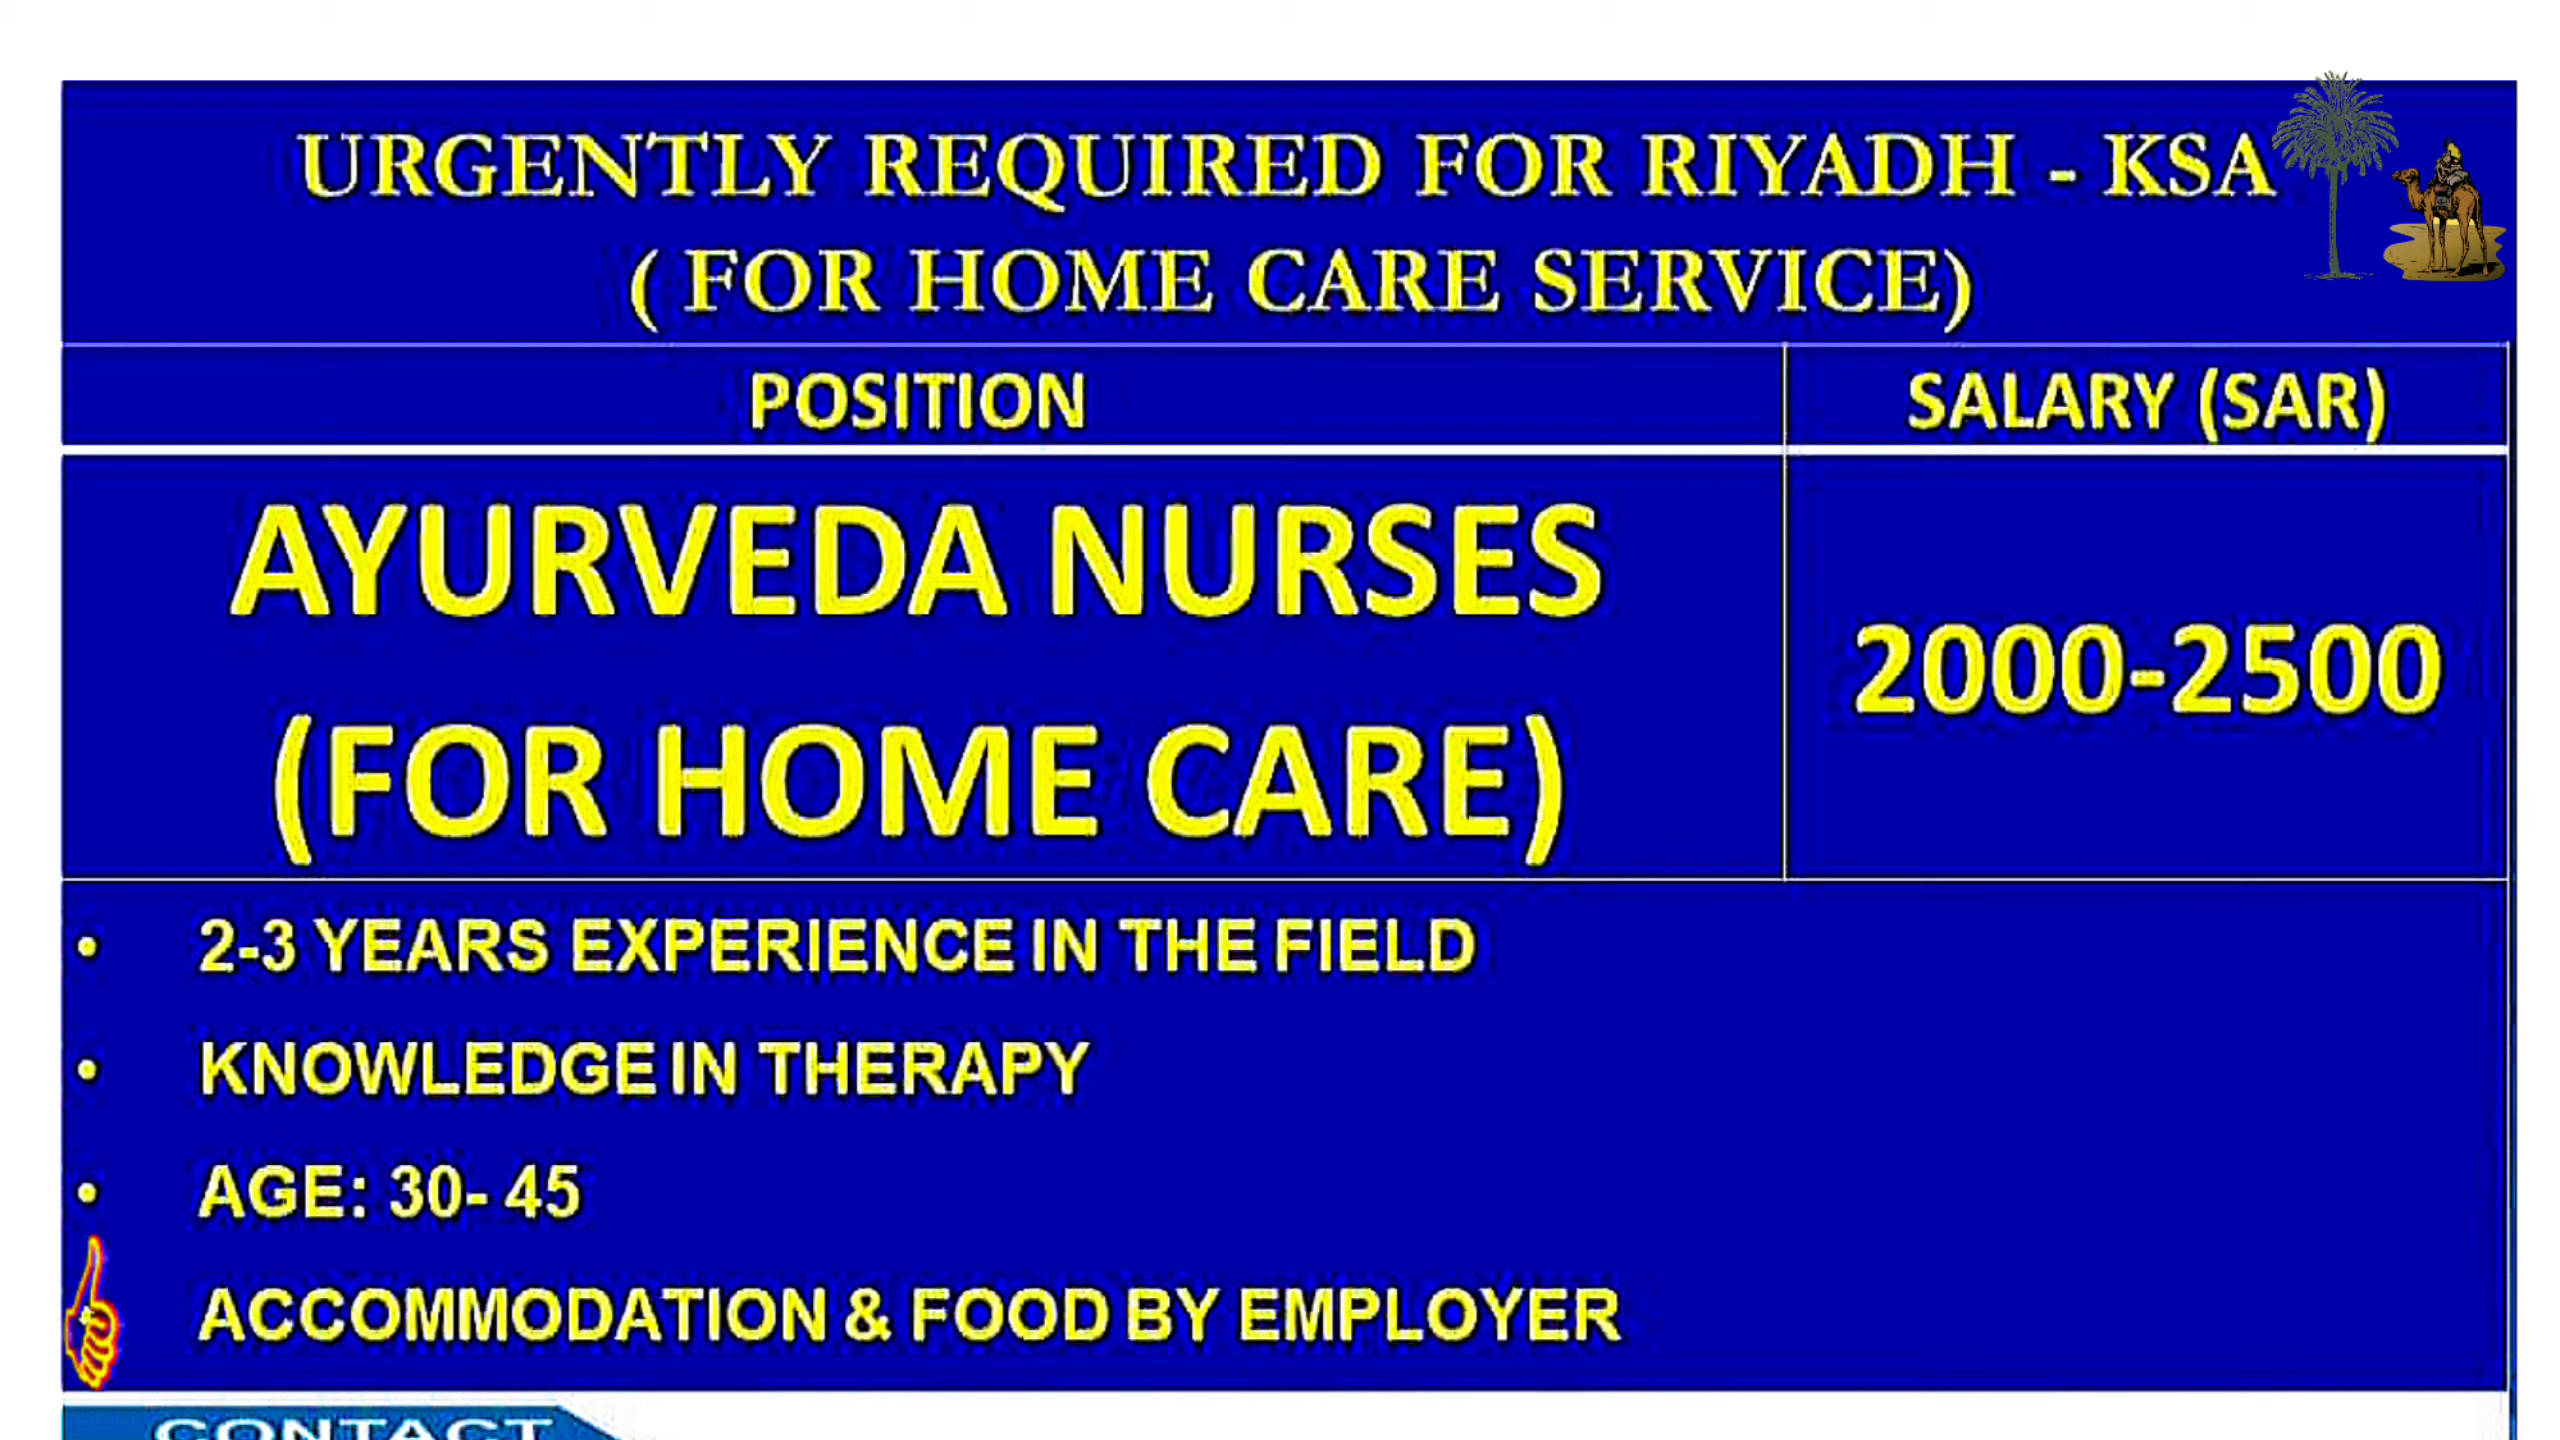 URGENTLY REQUIRED FOR RIYADH - KSA
( FOR HOME CARE SERVICE)
POSITION
SALARY (SAR)
AYURVEDA NURSES
(FOR HOME CARE)
2000-2500
• 2-3 YEARS EXPERIENCE IN THE FIELD
• KNOWLEDGE IN THERAPY
• AGE: 30- 45
ACCOMMODATION & FOOD BY EMPLOYER
CONTACT